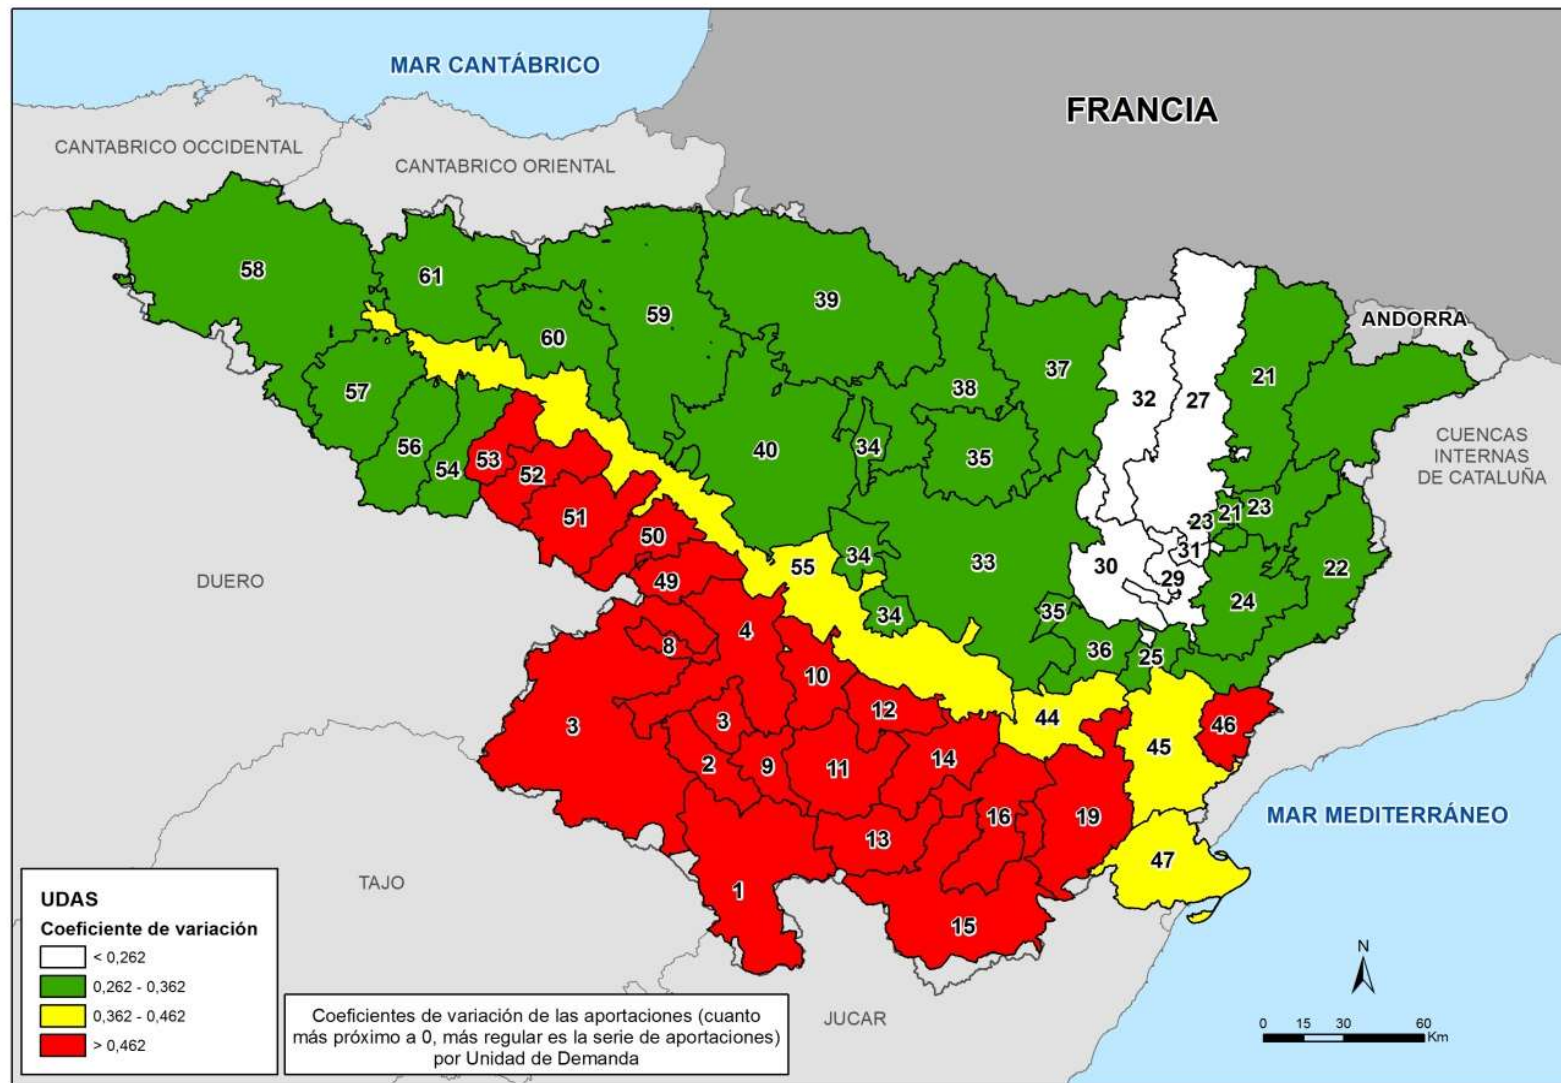 MAR CANTÁBRICO
FRANCIA
CANTABRICO OCCIDENTAL
CANTABRICO ORIENTAL
58
61
59
39
60
ANDORRA
37
21
38
32
27
57
56
54
53
52
40
34
35
CUENCAS
INTERNAS
DE CATALUÑA
51
50
49
23
21
23
31
55
34
33
30
29
22
24
DUERO
4
8
34
35
36
25
10
3
3
12
44
46
45
2
9
11
14
16
19
13
MAR MEDITERRÁNEO
47
TAJO
1
15
UDAS
Coeficiente de variación
< 0,262
0,262 - 0,362
0,362 - 0,462
> 0,462
Coeficientes de variación de las aportaciones (cuanto
más próximo a 0, más regular es la serie de aportaciones)
por Unidad de Demanda
JUCAR
N
0 15 30 60
Km